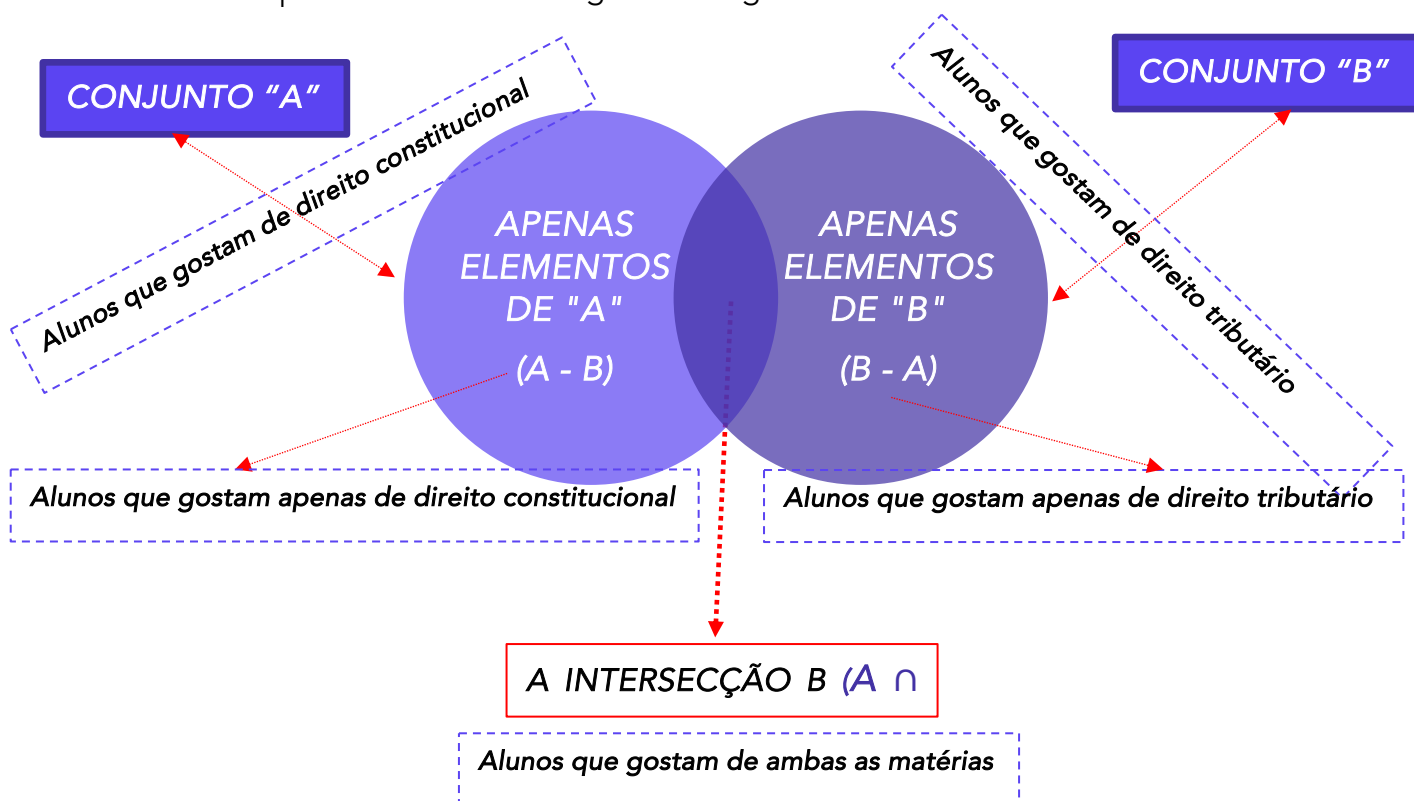 CONJUNTO “A”
CONJUNTO “B”
Alunos que gostam de direito constitucional
Alunos que gostam de direito tributário
APENAS
ELEMENTOS
DE "A"
(A - B)
APENAS
ELEMENTOS
DE "B"
(B - A)
Alunos que gostam apenas de direito constitucional
Alunos que gostam apenas de direito tributário
A INTERSECÇÃO B (A ∩
Alunos que gostam de ambas as matérias